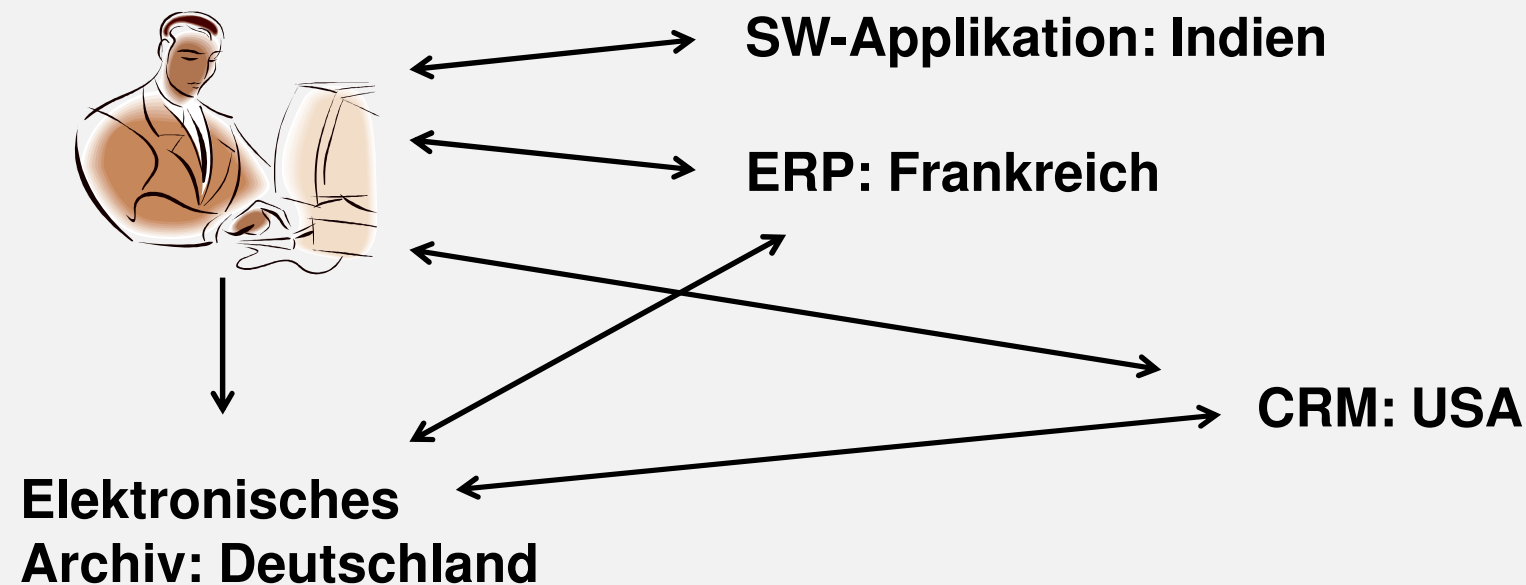 SW-Applikation: Indien
ERP: Frankreich
CRM: USA
Elektronisches
Archiv: Deutschland